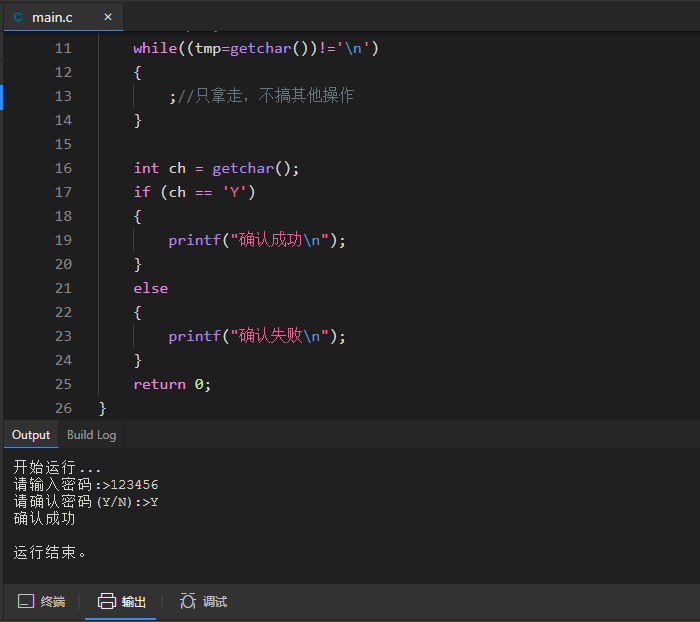 C main.c ×
11 while((tmp=getchar())!='\n')
12 {
13 ;//只拿走，不搞其他操作
14 }
15
16 int ch = getchar();
17 if (ch == 'Y')
18 {
19 printf("确认成功\n");
20 }
21 else
22 {
23 printf("确认失败\n");
24 }
25 return 0;
26 }
Output Build Log
开始运行...
请输入密码:>123456
请确认密码(Y/N):>Y
确认成功
运行结束。
终端 输出 调试